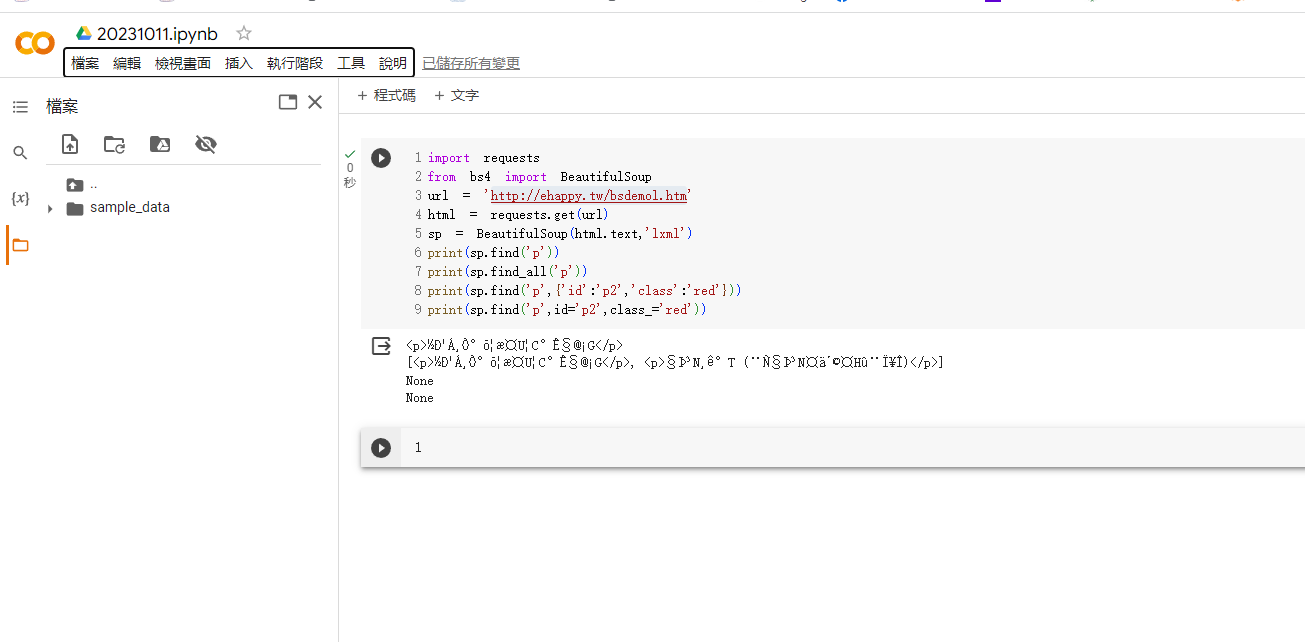 20231011.ipynb
檔案 編輯 檢視畫面 插入 執行階段 工具 說明 已儲存所有變更
檔案
+ 程式碼 + 文字
..
sample_data
{x}
0
秒
1 import requests
2 from bs4 import BeautifulSoup
3 url = 'http://ehappy.tw/bsdemo1.htm'
4 html = requests.get(url)
5 sp = BeautifulSoup(html.text,'lxml')
6 print(sp.find('p'))
7 print(sp.find_all('p'))
8 print(sp.find('p',{'id':'p2','class':'red'}))
9 print(sp.find('p',id='p2',class_='red'))
<p>½Ð'À,Ô°õ¦æ¤U¦C°Ê§@¡G</p>
[<p>½Ð'À,Ô°õ¦æ¤U¦C°Ê§@¡G</p>, <p>§Þ³N,ê°T (¨Ñ§Þ³N¤ä´©¤Hû¨Ï¥Î)</p>]
None
None
1